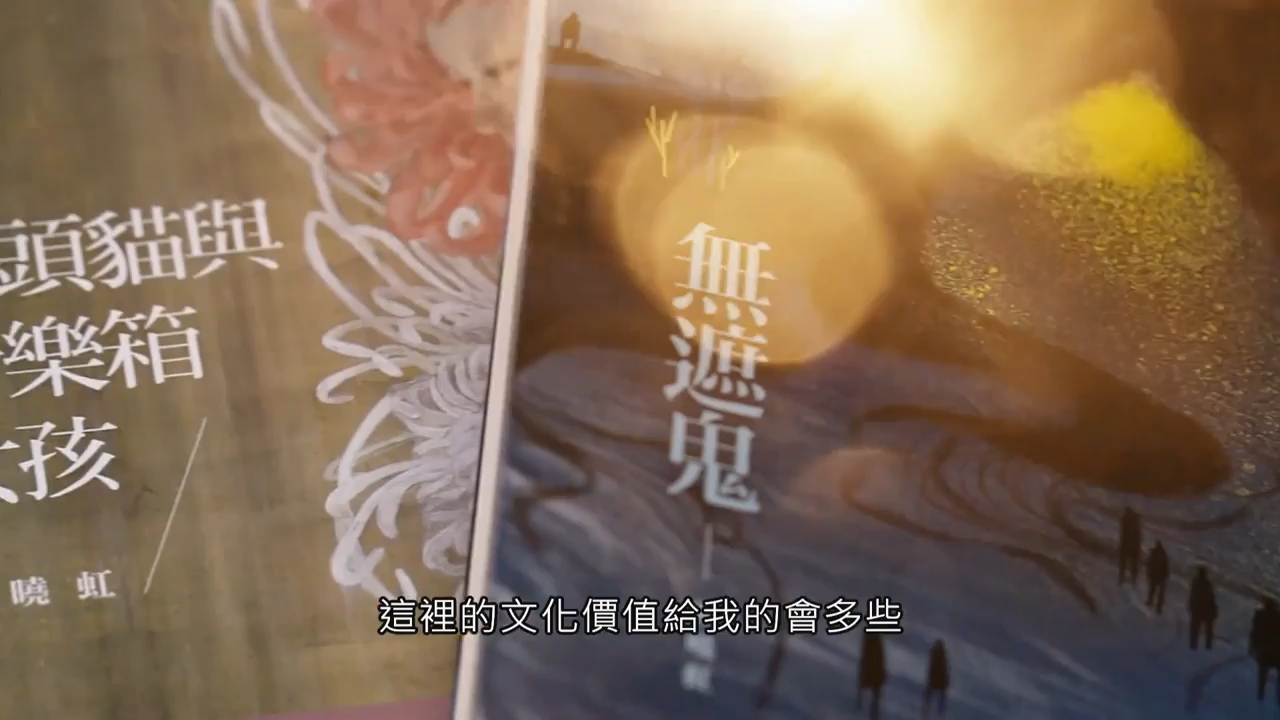 頭貓與
樂箱
孩
曉虹
無遮鬼
這裡的文化價值給我的會多些